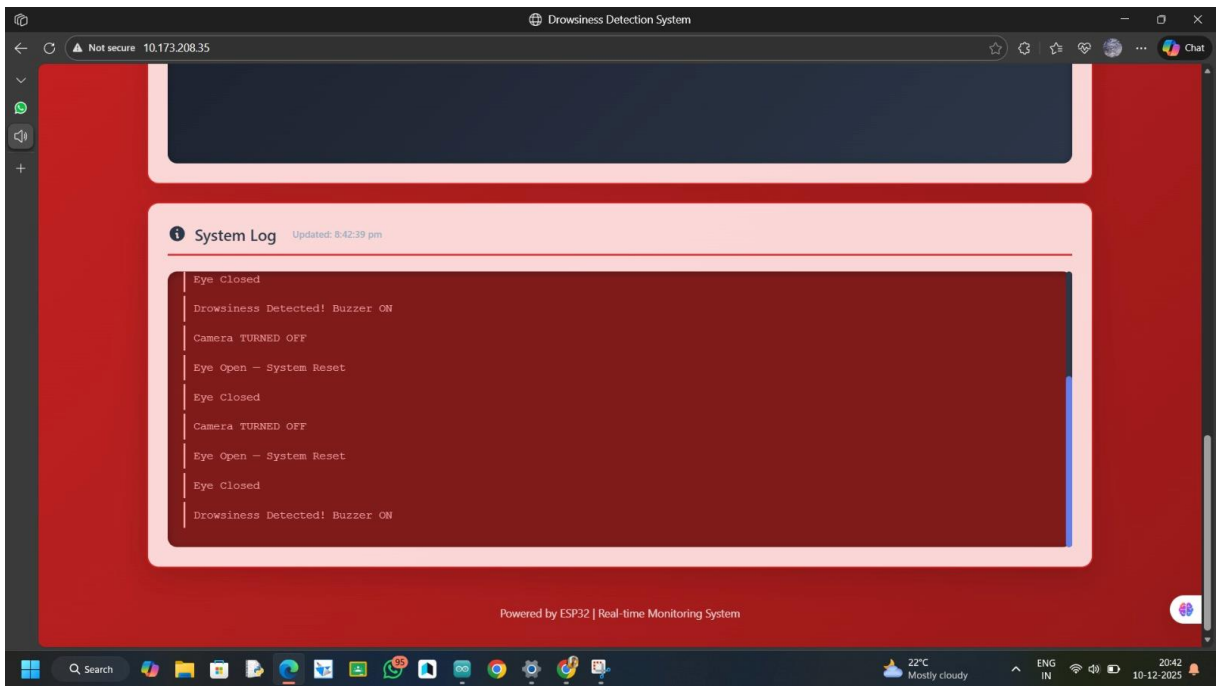 Drowsiness Detection System
Not secure 10.173.208.35
Chat
System Log Updated: 8:42:39 pm
Eye Closed
Drowsiness Detected! Buzzer ON
Camera TURNED OFF
Eye Open — System Reset
Eye Closed
Camera TURNED OFF
Eye Open — System Reset
Eye Closed
Drowsiness Detected! Buzzer ON
Powered by ESP32 | Real-time Monitoring System
Search
95
22°C
Mostly cloudy
ENG
IN
20:42
10-12-2025